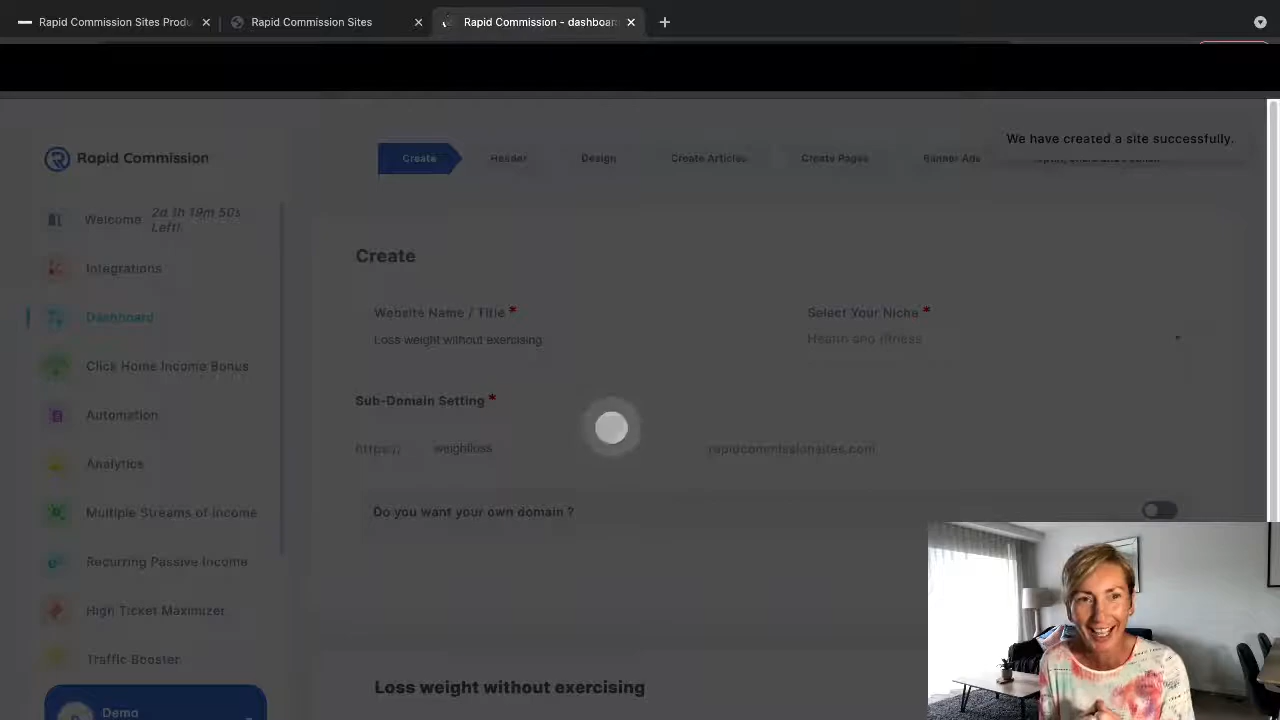 Rapid Commission Sites Produ
Rapid Commission Sites
Rapid Commission - dashboar
We have created a site successfully.
Rapid Commission
Create
Header
Design
Create Articles
Create Pages
Banner Ads
Welcome
2d 1h 19m 50s
Left!
Integrations
Dashboard
Click Home Income Bonus
Automation
Analytics
Multiple Streams of Income
Recurring Passive Income
High Ticket Maximizer
Traffic Booster
Demo
Create
Website Name / Title *
Loss weight without exercising
Select Your Niche *
Health and fitness
Sub-Domain Setting *
https://
weightloss
rapidcommissionsites.com
Do you want your own domain ?
Loss weight without exercising